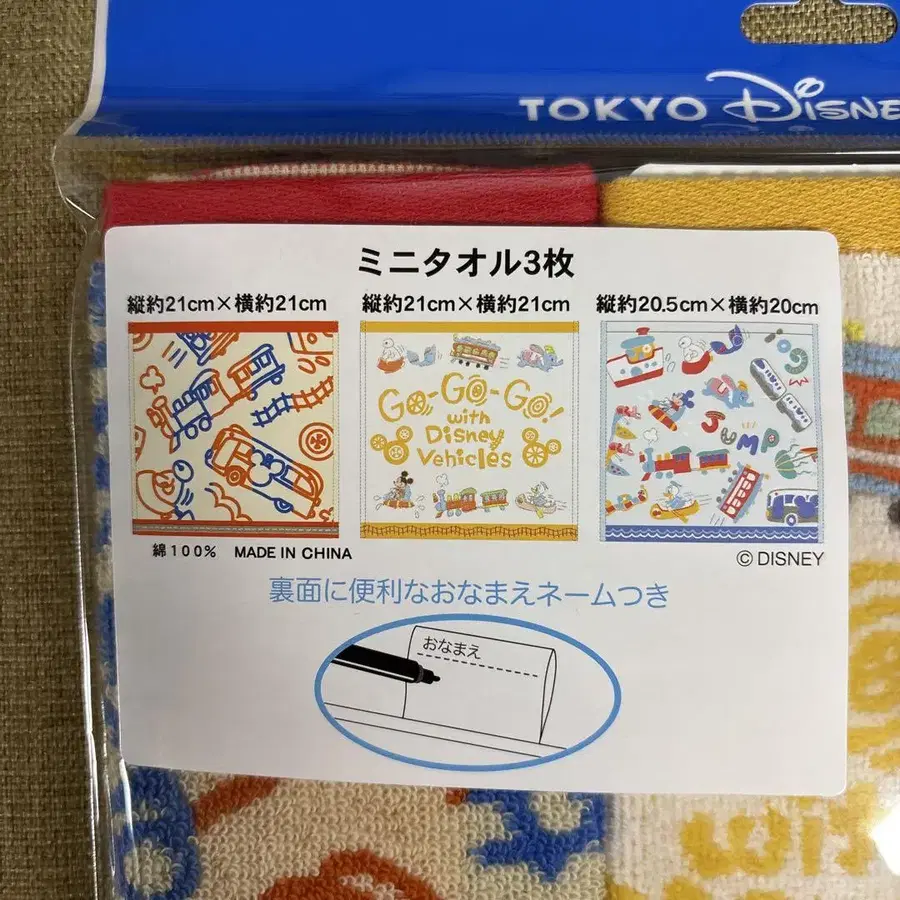 TOKYO Disne
ミニタオル3枚
縦約21cm×横約21cm
縦約21cm×横約21cm
縦約20.5cm×横約20cm
GO-GO-GO!
with
Disney
Vehicles
JUMP
綿100% MADE IN CHINA
© DISNEY
裏面に便利なおなまえネームつき
おなまえ